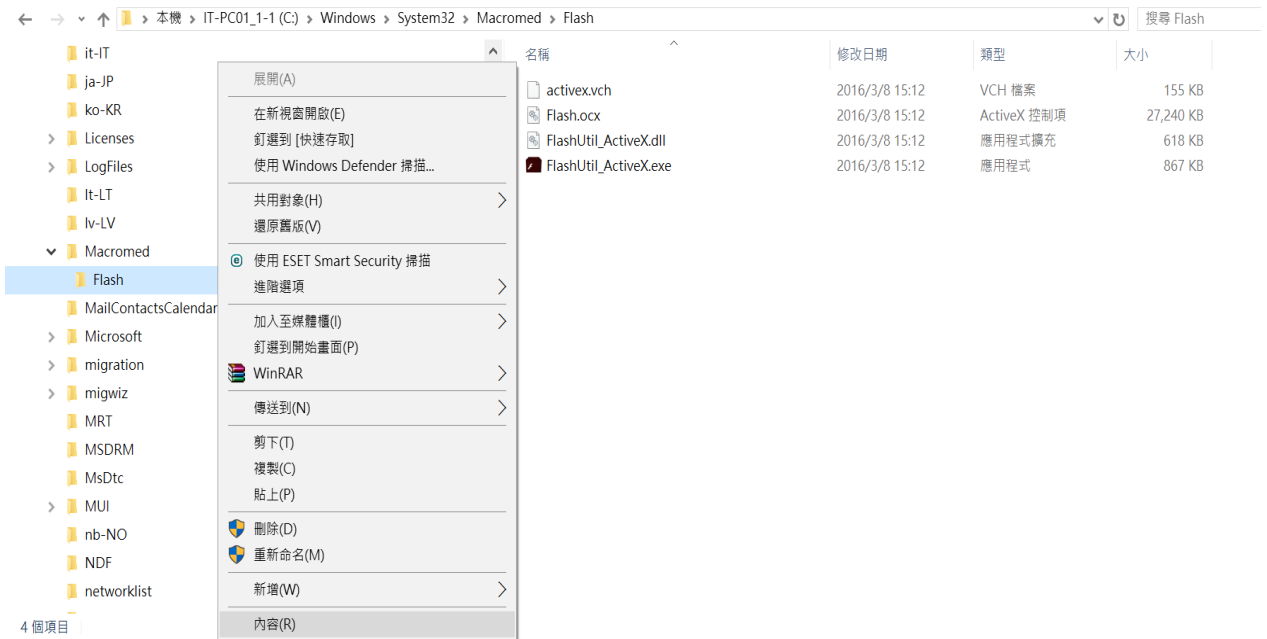 本機 > IT-PC01_1-1 (C:) > Windows > System32 > Macromed > Flash
搜尋 Flash
it-IT
ja-JP
ko-KR
Licenses
LogFiles
lt-LT
lv-LV
Macromed
Flash
MailContactsCalendar
Microsoft
migration
migwiz
MRT
MSDRM
MsDtc
MUI
nb-NO
NDF
networklist
4 個項目
展開(A)
在新視窗開啟(E)
釘選到 [快速存取]
使用 Windows Defender 掃描...
共用對象(H)
還原舊版(V)
使用 ESET Smart Security 掃描
進階選項
加入至媒體櫃(I)
釘選到開始畫面(P)
WinRAR
傳送到(N)
剪下(T)
複製(C)
貼上(P)
刪除(D)
重新命名(M)
新增(W)
內容(R)
名稱 修改日期 類型 大小
activex.vch 2016/3/8 15:12 VCH 檔案 155 KB
Flash.ocx 2016/3/8 15:12 ActiveX 控制項 27,240 KB
FlashUtil_ActiveX.dll 2016/3/8 15:12 應用程式擴充 618 KB
FlashUtil_ActiveX.exe 2016/3/8 15:12 應用程式 867 KB